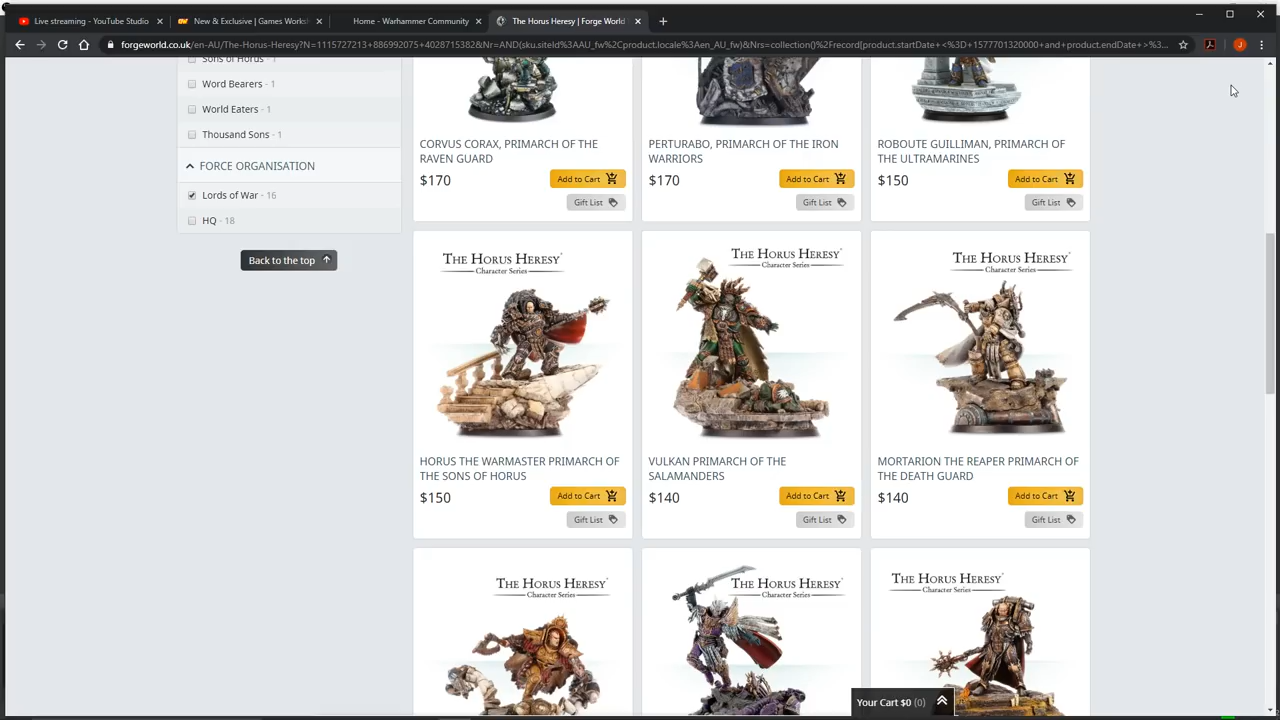 Live streaming - YouTube Studio
New & Exclusive | Games Worksh
Home - Warhammer Community
The Horus Heresy | Forge World
forgeworld.co.uk/en-AU/The-Horus-Heresy?N=1115727213+886992075+4028715382&Nr=AND(sku.siteId%3AAU_fw%2Cproduct.locale%3Aen_AU_fw)&Nrs=collection()%2Frecord[product.startDate+<%3D+1577701320000+and+product.endDate+>%3...
J
Sons of Horus - 1
Word Bearers - 1
World Eaters - 1
Thousand Sons - 1
FORCE ORGANISATION
Lords of War - 16
HQ - 18
Back to the top
CORVUS CORAX, PRIMARCH OF THE
RAVEN GUARD
$170
Add to Cart
Gift List
PERTURABO, PRIMARCH OF THE IRON
WARRIORS
$170
Add to Cart
Gift List
ROBOUTE GUILLIMAN, PRIMARCH OF
THE ULTRAMARINES
$150
Add to Cart
Gift List
THE HORUS HERESY
Character Series
HORUS THE WARMASTER PRIMARCH OF
THE SONS OF HORUS
$150
Add to Cart
Gift List
THE HORUS HERESY
Character Series
VULKAN PRIMARCH OF THE
SALAMANDERS
$140
Add to Cart
Gift List
THE HORUS HERESY
Character Series
MORTARION THE REAPER PRIMARCH OF
THE DEATH GUARD
$140
Add to Cart
Gift List
THE HORUS HERESY
Character Series
THE HORUS HERESY
Character Series
THE HORUS HERESY
Character Series
Your Cart $0 (0)